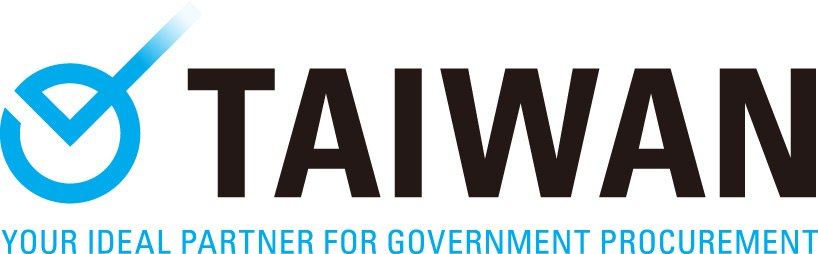 TAIWAN
YOUR IDEAL PARTNER FOR GOVERNMENT PROCUREMENT